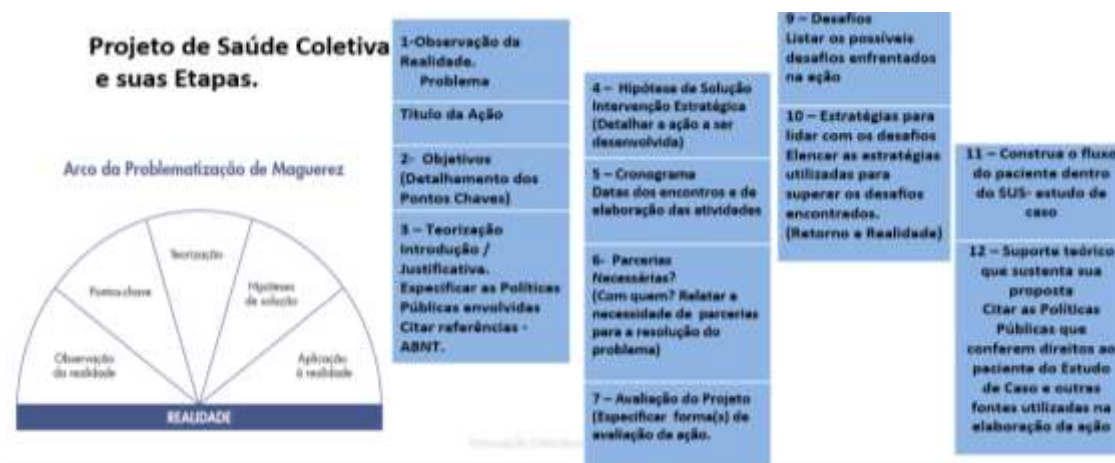 Projeto de Saúde Coletiva
e suas Etapas.
Arco da Problematização de Maguerez
Observação
da realidade
Pontos-chave
Teorização
Hipóteses
de solução
Aplicação
à realidade
REALIDADE
1-Observação da
Realidade.
Problema
Titulo da Ação
2- Objetivos
(Detalhamento dos
Pontos Chaves)
3 – Teorização
Introdução /
Justificativa.
Especificar as Políticas
Públicas envolvidas
Citar referências -
ABNT.
4 – Hipótese de Solução
Intervenção Estratégica
(Detalhar a ação a ser
desenvolvida)
5 – Cronograma
Datas dos encontros e de
elaboração das atividades
6- Parcerias
Necessárias?
(Com quem? Relatar a
necessidade de parcerias
para a resolução do
problema)
7 – Avaliação do Projeto
(Especificar forma(s) de
avaliação da ação.
9 – Desafios
Listar os possíveis
desafios enfrentados
na ação
10 – Estratégias para
lidar com os desafios
Elencar as estratégias
utilizadas para
superar os desafios
encontrados.
(Retorno a Realidade)
11 – Construa o fluxo
do paciente dentro
do SUS- estudo de
caso
12 – Suporte teórico
que sustenta sua
proposta
Citar as Políticas
Públicas que
conferem direitos ao
paciente do Estudo
de Caso e outras
fontes utilizadas na
elaboração da ação